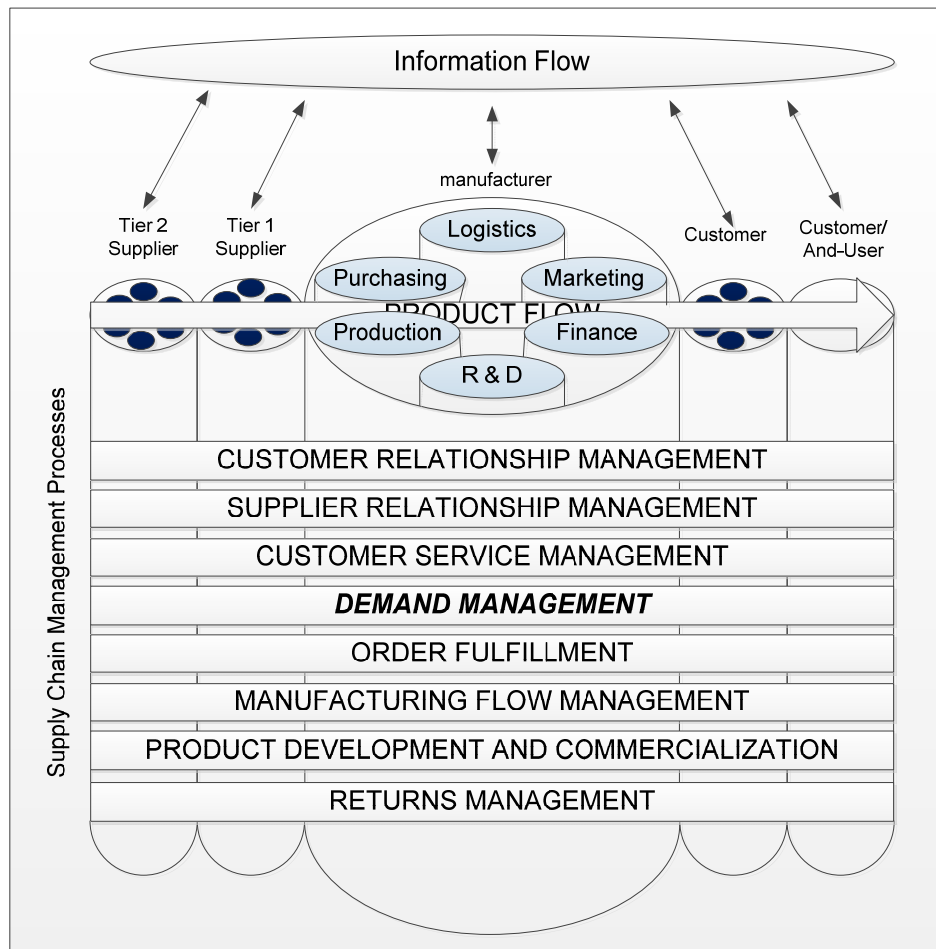 Information Flow
manufacturer
Tier 2
Supplier
Tier 1
Supplier
Customer
Customer/
And-User
Logistics
Purchasing
Marketing
PRODUCT FLOW
Production
Finance
R & D
Supply Chain Management Processes
CUSTOMER RELATIONSHIP MANAGEMENT
SUPPLIER RELATIONSHIP MANAGEMENT
CUSTOMER SERVICE MANAGEMENT
DEMAND MANAGEMENT
ORDER FULFILLMENT
MANUFACTURING FLOW MANAGEMENT
PRODUCT DEVELOPMENT AND COMMERCIALIZATION
RETURNS MANAGEMENT